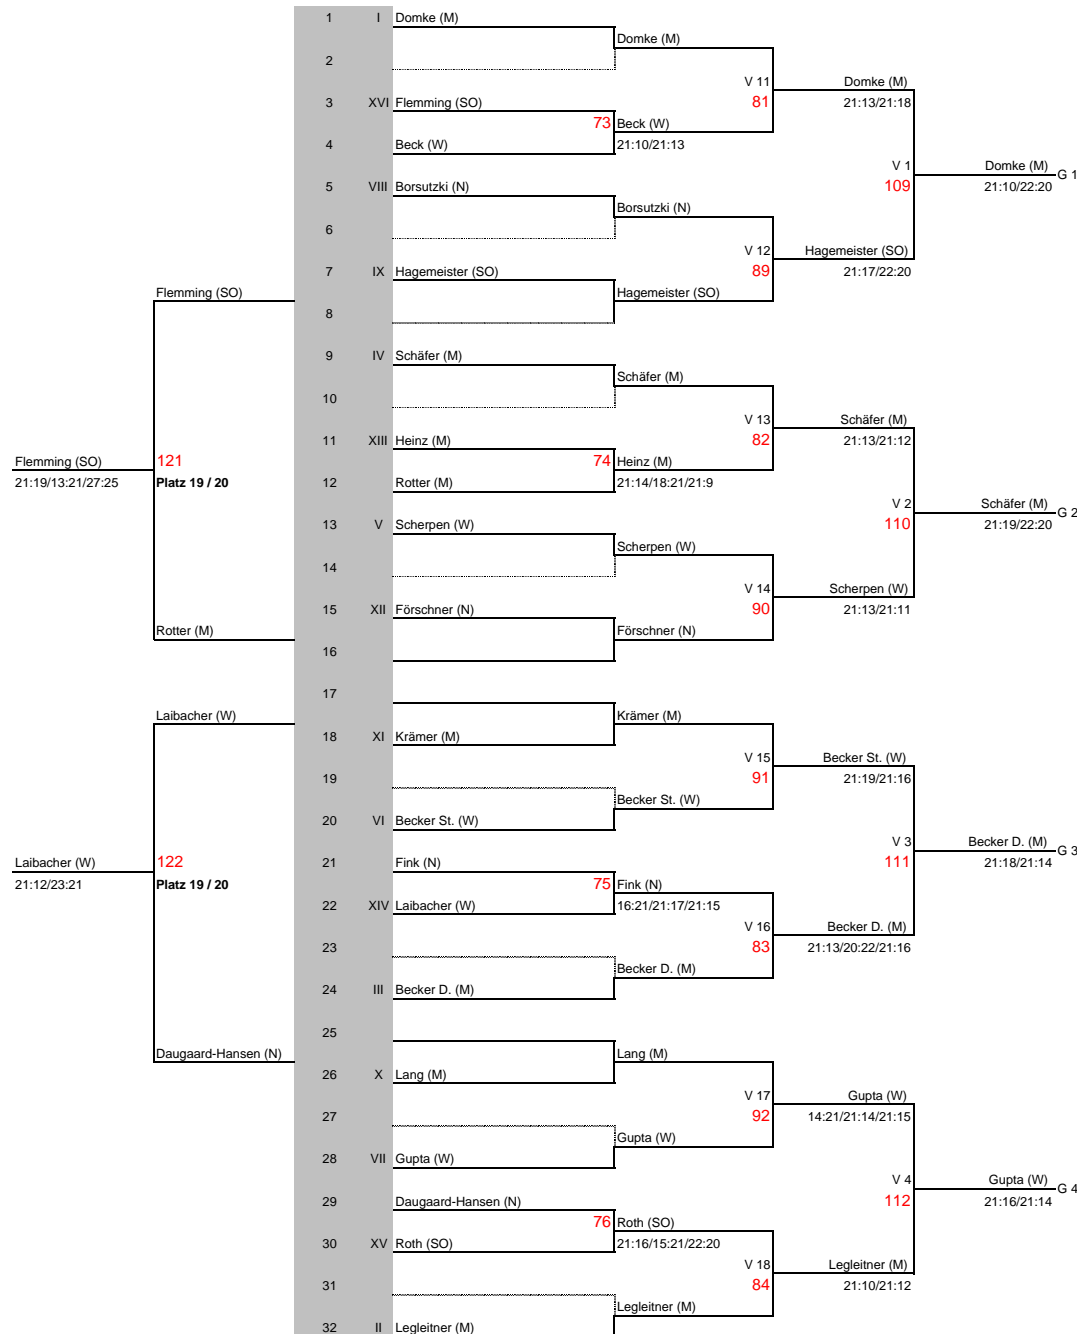 1 I Domke (M)
Domke (M)
2
V 11 Domke (M)
3 XVI Flemming (SO) 81 21:13/21:18
73 Beck (W)
4 Beck (W) 21:10/21:13
V 1 Domke (M) G 1
5 VIII Borsutzki (N) 109 21:10/22:20
Borsutzki (N)
6
V 12 Hagemeister (SO)
7 IX Hagemeister (SO) 89 21:17/22:20
Flemming (SO) Hagemeister (SO)
8
9 IV Schäfer (M)
Schäfer (M)
10
V 13 Schäfer (M)
11 XIII Heinz (M) 82 21:13/21:12
Flemming (SO) 121 74 Heinz (M)
21:19/13:21/27:25 Platz 19 / 20 12 Rotter (M) 21:14/18:21/21:9
V 2 Schäfer (M) G 2
13 V Scherpen (W) 110 21:19/22:20
Scherpen (W)
14
V 14 Scherpen (W)
15 XII Förschner (N) 90 21:13/21:11
Rotter (M) Förschner (N)
16
17
Laibacher (W) Krämer (M)
18 XI Krämer (M)
V 15 Becker St. (W)
19 91 21:19/21:16
Becker St. (W)
20 VI Becker St. (W)
V 3 Becker D. (M) G 3
Laibacher (W) 122 21 Fink (N) 111 21:18/21:14
21:12/23:21 Platz 19 / 20 75 Fink (N)
22 XIV Laibacher (W) 16:21/21:17/21:15
V 16 Becker D. (M)
23 83 21:13/20:22/21:16
Becker D. (M)
24 III Becker D. (M)
25
Daugaard-Hansen (N) Lang (M)
26 X Lang (M)
V 17 Gupta (W)
27 92 14:21/21:14/21:15
Gupta (W)
28 VII Gupta (W)
V 4 Gupta (W) G 4
29 Daugaard-Hansen (N) 112 21:16/21:14
76 Roth (SO)
30 XV Roth (SO) 21:16/15:21/22:20
V 18 Legleitner (M)
31 84 21:10/21:12
Legleitner (M)
32 II Legleitner (M)